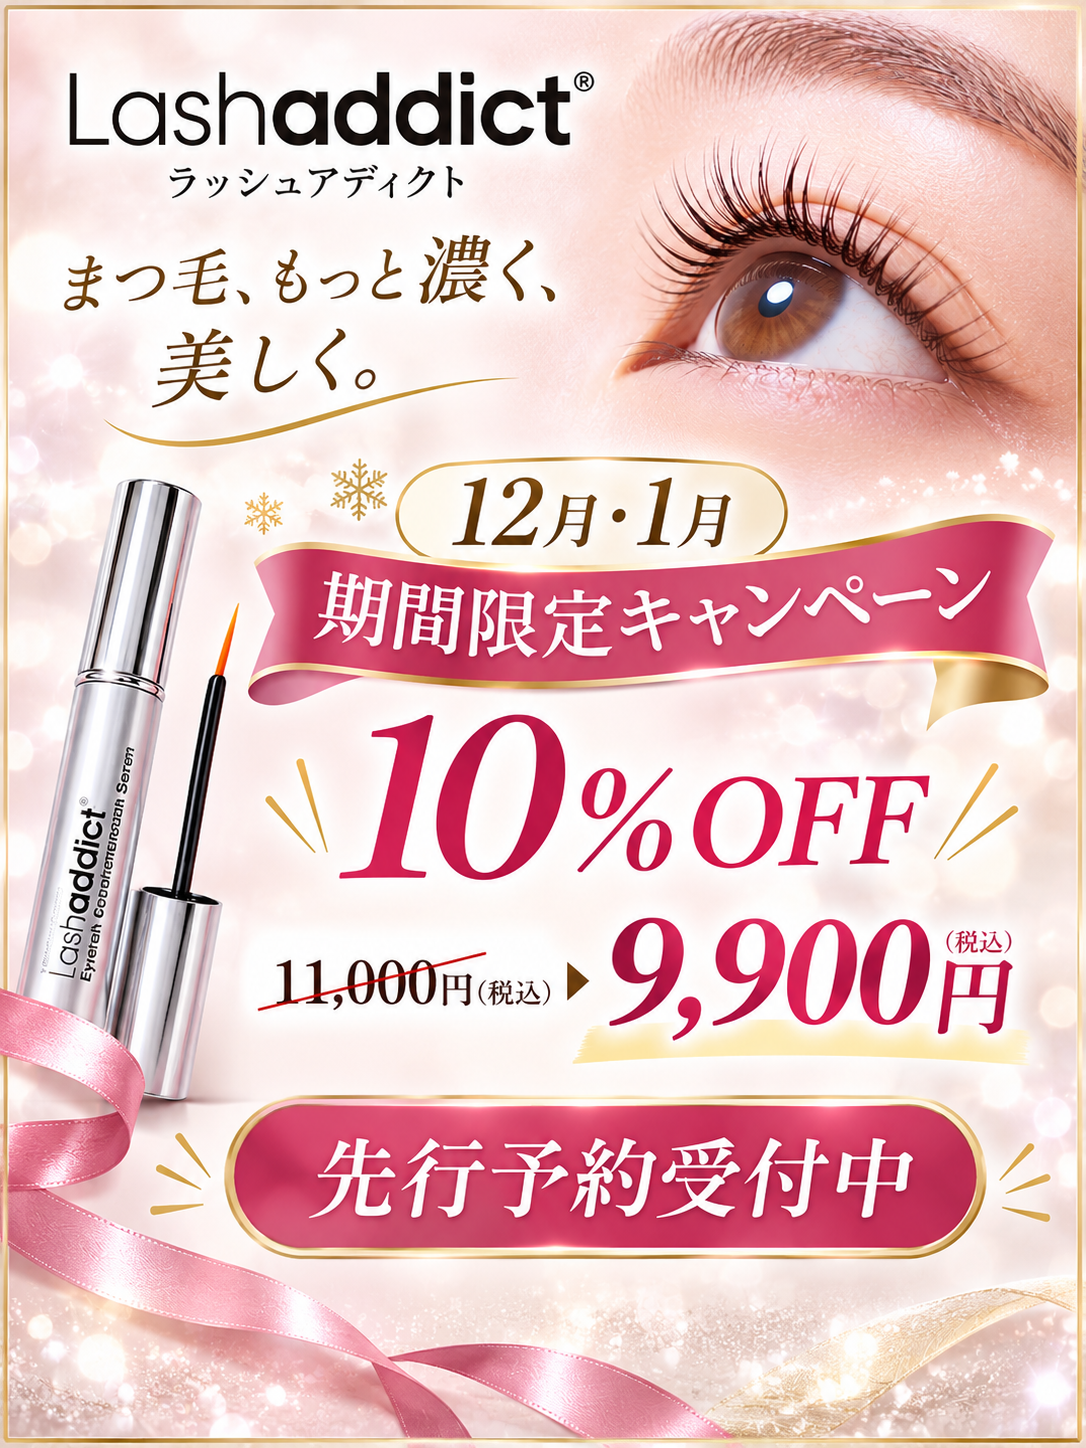 Lashaddict®
ラッシュアディクト
まつ毛、もっと濃く、
美しく。
12月・1月
期間限定キャンペーン
10%OFF
11,000円(税込)
9,900円(税込)
先行予約受付中
Lashaddict®